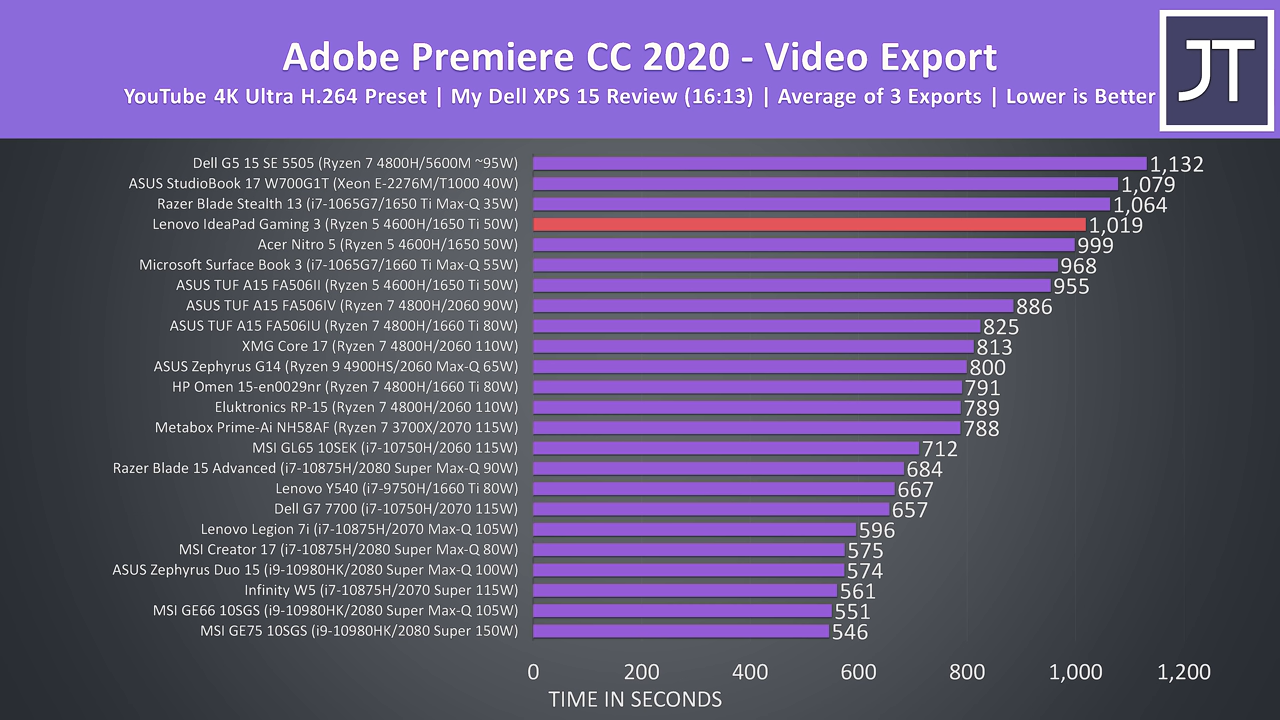 Adobe Premiere CC 2020 - Video Export
JT
YouTube 4K Ultra H.264 Preset | My Dell XPS 15 Review (16:13) | Average of 3 Exports | Lower is Better
Dell G5 15 SE 5505 (Ryzen 7 4800H/5600M ~95W) 1,132
ASUS StudioBook 17 W700G1T (Xeon E-2276M/T1000 40W) 1,079
Razer Blade Stealth 13 (i7-1065G7/1650 Ti Max-Q 35W) 1,064
Lenovo IdeaPad Gaming 3 (Ryzen 5 4600H/1650 Ti 50W) 1,019
Acer Nitro 5 (Ryzen 5 4600H/1650 50W) 999
Microsoft Surface Book 3 (i7-1065G7/1660 Ti Max-Q 55W) 968
ASUS TUF A15 FA506II (Ryzen 5 4600H/1650 Ti 50W) 955
ASUS TUF A15 FA506IV (Ryzen 7 4800H/2060 90W) 886
ASUS TUF A15 FA506IU (Ryzen 7 4800H/1660 Ti 80W) 825
XMG Core 17 (Ryzen 7 4800H/2060 110W) 813
ASUS Zephyrus G14 (Ryzen 9 4900HS/2060 Max-Q 65W) 800
HP Omen 15-en0029nr (Ryzen 7 4800H/1660 Ti 80W) 791
Eluktronics RP-15 (Ryzen 7 4800H/2060 110W) 789
Metabox Prime-Ai NH58AF (Ryzen 7 3700X/2070 115W) 788
MSI GL65 10SEK (i7-10750H/2060 115W) 712
Razer Blade 15 Advanced (i7-10875H/2080 Super Max-Q 90W) 684
Lenovo Y540 (i7-9750H/1660 Ti 80W) 667
Dell G7 7700 (i7-10750H/2070 115W) 657
Lenovo Legion 7i (i7-10875H/2070 Max-Q 105W) 596
MSI Creator 17 (i7-10875H/2080 Super Max-Q 80W) 575
ASUS Zephyrus Duo 15 (i9-10980HK/2080 Super Max-Q 100W) 574
Infinity W5 (i7-10875H/2070 Super 115W) 561
MSI GE66 10SGS (i9-10980HK/2080 Super Max-Q 105W) 551
MSI GE75 10SGS (i9-10980HK/2080 Super 150W) 546
0 200 400 600 800 1,000 1,200
TIME IN SECONDS